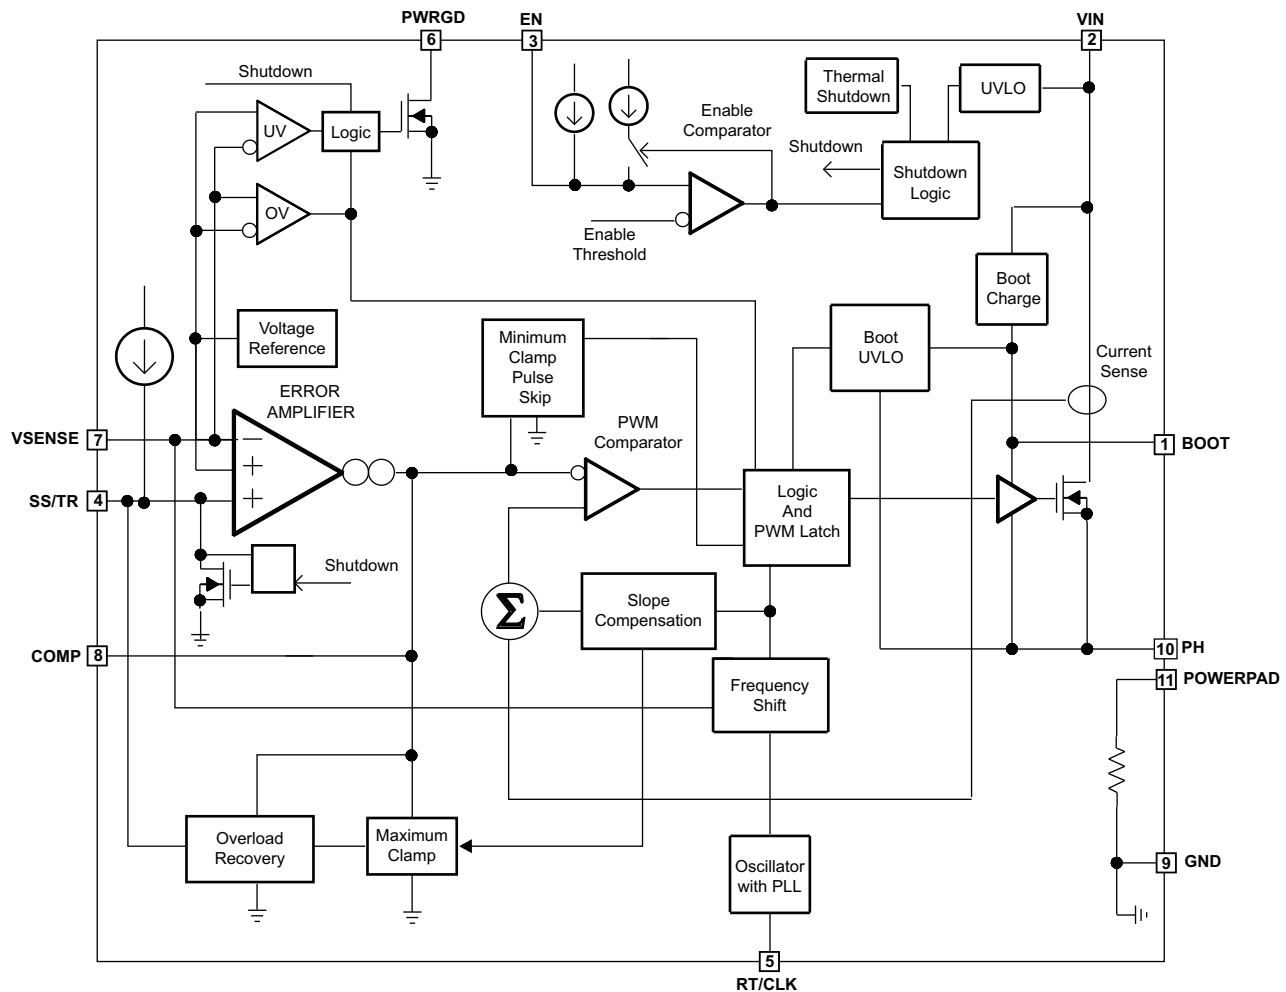 PWRGD
EN
VIN
6
3
2
Shutdown
Thermal
Shutdown
UVLO
UV
Logic
Enable
Comparator
Shutdown
Shutdown
Logic
OV
Enable
Threshold
Boot
Charge
Voltage
Reference
Minimum
Clamp
Pulse
Skip
Boot
UVLO
Current
Sense
ERROR
AMPLIFIER
PWM
Comparator
VSENSE
7
1
BOOT
−
+
+
SS/TR
4
Logic
And
PWM Latch
Shutdown
Σ
Slope
Compensation
COMP
8
10
PH
11
POWERPAD
Frequency
Shift
Overload
Recovery
Maximum
Clamp
Oscillator
with PLL
9
GND
5
RT/CLK